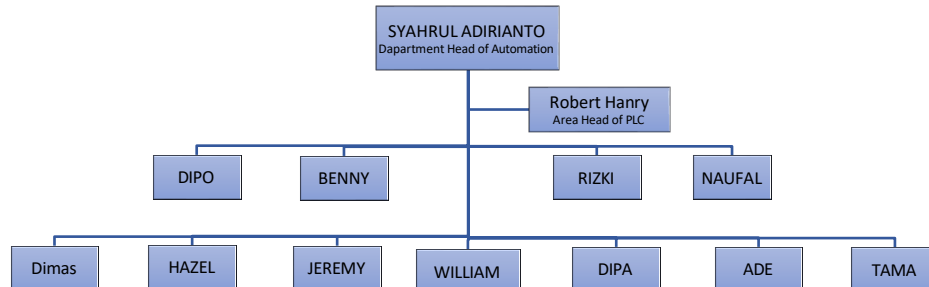 SYAHRUL ADIRIANTO
Dapartment Head of Automation
Robert Hanry
Area Head of PLC
DIPO
BENNY
RIZKI
NAUFAL
Dimas
HAZEL
JEREMY
WILLIAM
DIPA
ADE
TAMA